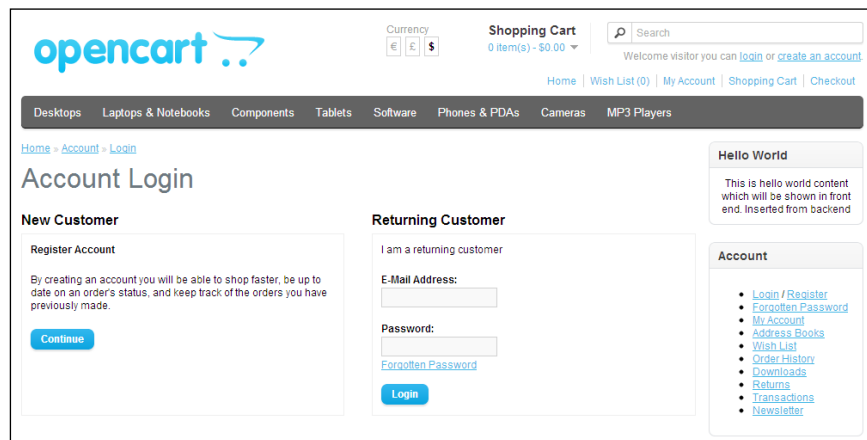 opencart
Currency
€ £ $
Shopping Cart
0 item(s) - $0.00
Search
Welcome visitor you can login or create an account.
Home Wish List (0) My Account Shopping Cart Checkout
Desktops Laptops & Notebooks Components Tablets Software Phones & PDAs Cameras MP3 Players
Home » Account » Login
Account Login
New Customer
Register Account
By creating an account you will be able to shop faster, be up to
date on an order's status, and keep track of the orders you have
previously made.
Continue
Returning Customer
I am a returning customer
E-Mail Address:
Password:
Forgotten Password
Login
Hello World
This is hello world content
which will be shown in front
end. Inserted from backend
Account
Login / Register
Forgotten Password
My Account
Address Books
Wish List
Order History
Downloads
Returns
Transactions
Newsletter